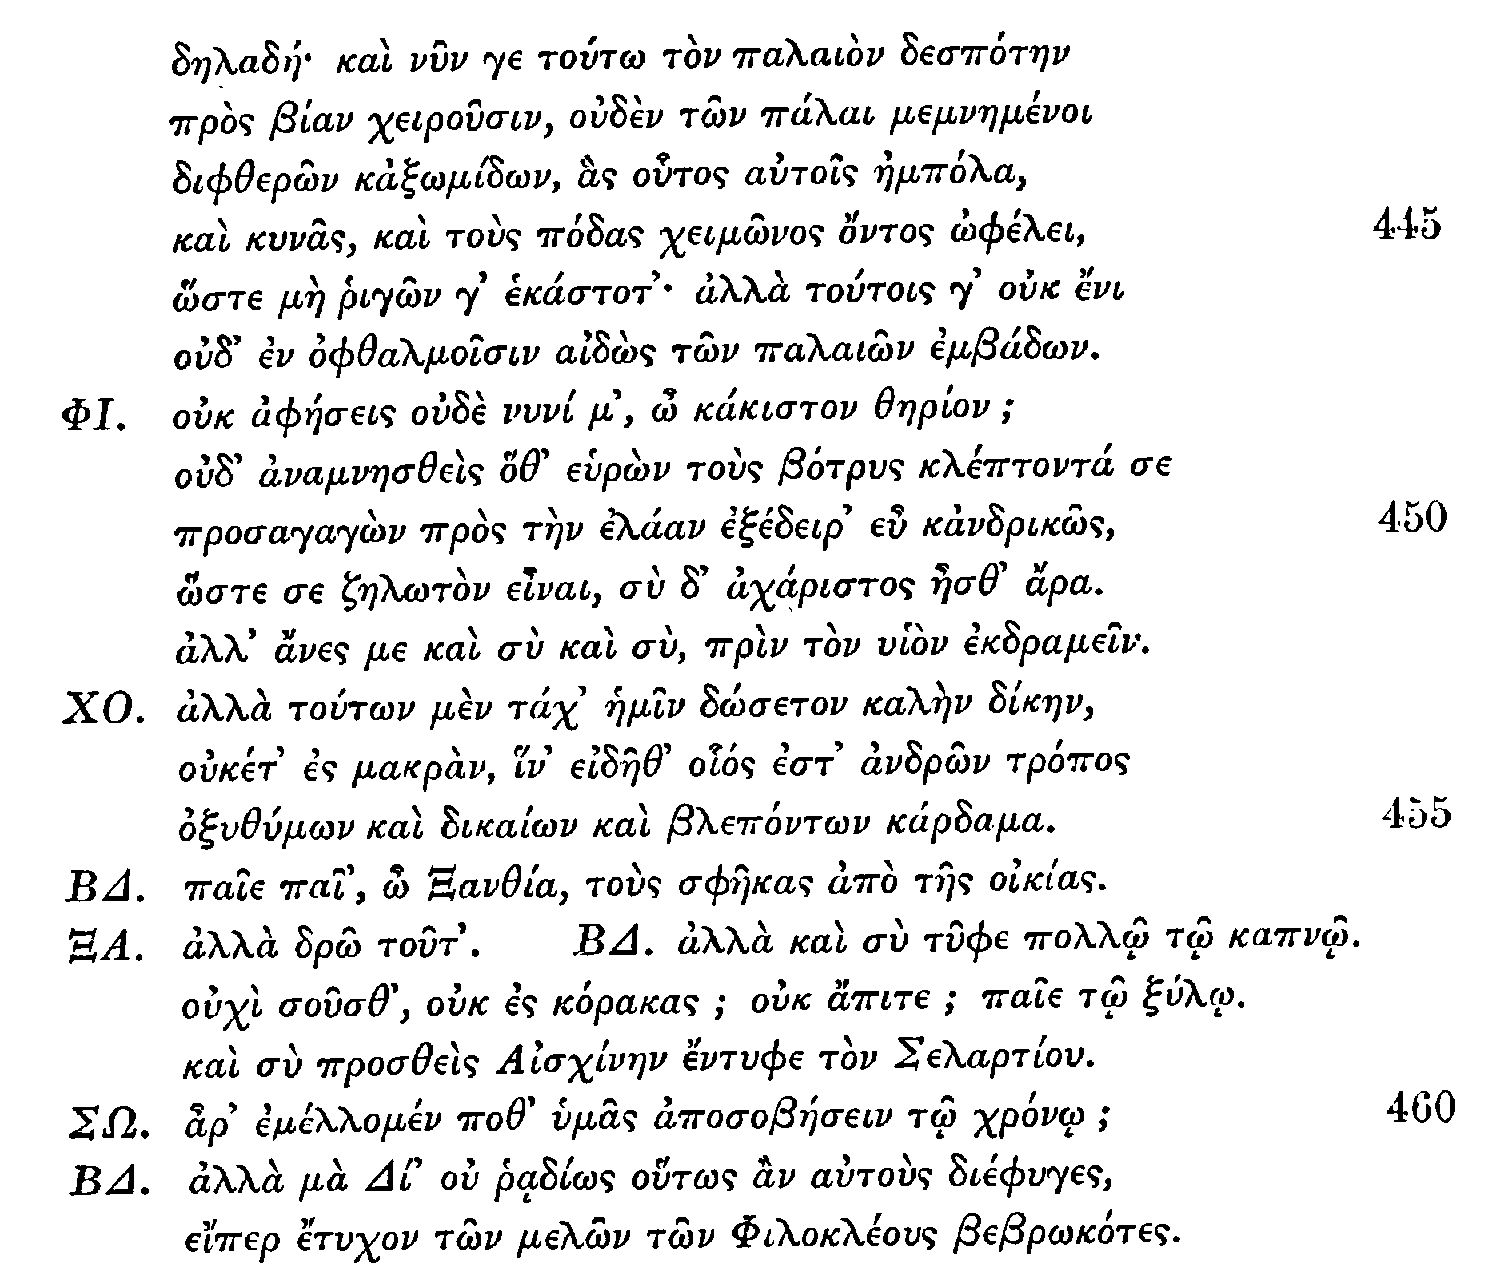 δηλαδή· καὶ νῦν γε τούτω τὸν παλαιὸν δεσπότην
πρὸς βίαν χειροῦσιν, οὐδὲν τῶν πάλαι μεμνημένοι
διφθερῶν κἀξωμίδων, ἃς οὗτος αὐτοῖς ἠμπόλα,
καὶ κυνᾶς, καὶ τοὺς πόδας χειμῶνος ὄντος ὠφέλει, 445
ὥστε μὴ ῥιγῶν γ’ ἑκάστοτ’· ἀλλὰ τούτοις γ’ οὐκ ἔνι
οὐδ’ ἐν ὀφθαλμοῖσιν αἰδὼς τῶν παλαιῶν ἐμβάδων.
ΦΙ. οὐκ ἀφήσεις οὐδὲ νυνί μ’, ὦ κάκιστον θηρίον ;
οὐδ’ ἀναμνησθεὶς ὅθ’ εὑρὼν τοὺς βότρυς κλέπτοντά σε
προσαγαγὼν πρὸς τὴν ἐλάαν ἐξέδειρ’ εὖ κἀνδρικῶς, 450
ὥστε σε ζηλωτὸν εἶναι, σὺ δ’ ἀχάριστος ἦσθ’ ἄρα.
ἀλλ’ ἄνες με καὶ σὺ καὶ σὺ, πρὶν τὸν υἱὸν ἐκδραμεῖν.
ΧΟ. ἀλλὰ τούτων μὲν τάχ’ ἡμῖν δώσετον καλὴν δίκην,
οὐκέτ’ ἐς μακρὰν, ἵν’ εἰδῆθ’ οἷός ἐστ’ ἀνδρῶν τρόπος
ὀξυθύμων καὶ δικαίων καὶ βλεπόντων κάρδαμα. 455
ΒΔ. παῖε παῖ’, ὦ Ξανθία, τοὺς σφῆκας ἀπὸ τῆς οἰκίας.
ΞΑ. ἀλλὰ δρῶ τοῦτ’. ΒΔ. ἀλλὰ καὶ σὺ τῦφε πολλῷ τῷ καπνῷ.
οὐχὶ σοῦσθ’, οὐκ ἐς κόρακας ; οὐκ ἄπιτε ; παῖε τῷ ξύλῳ.
καὶ σὺ προσθεὶς Αἰσχίνην ἔντυφε τὸν Σελαρτίου.
ΣΩ. ἆρ’ ἐμέλλομέν ποθ’ ὑμᾶς ἀποσοβήσειν τῷ χρόνῳ ; 460
ΒΔ. ἀλλὰ μὰ Δί’ οὐ ῥᾳδίως οὕτως ἂν αὐτοὺς διέφυγες,
εἴπερ ἔτυχον τῶν μελῶν τῶν Φιλοκλέους βεβρωκότες.